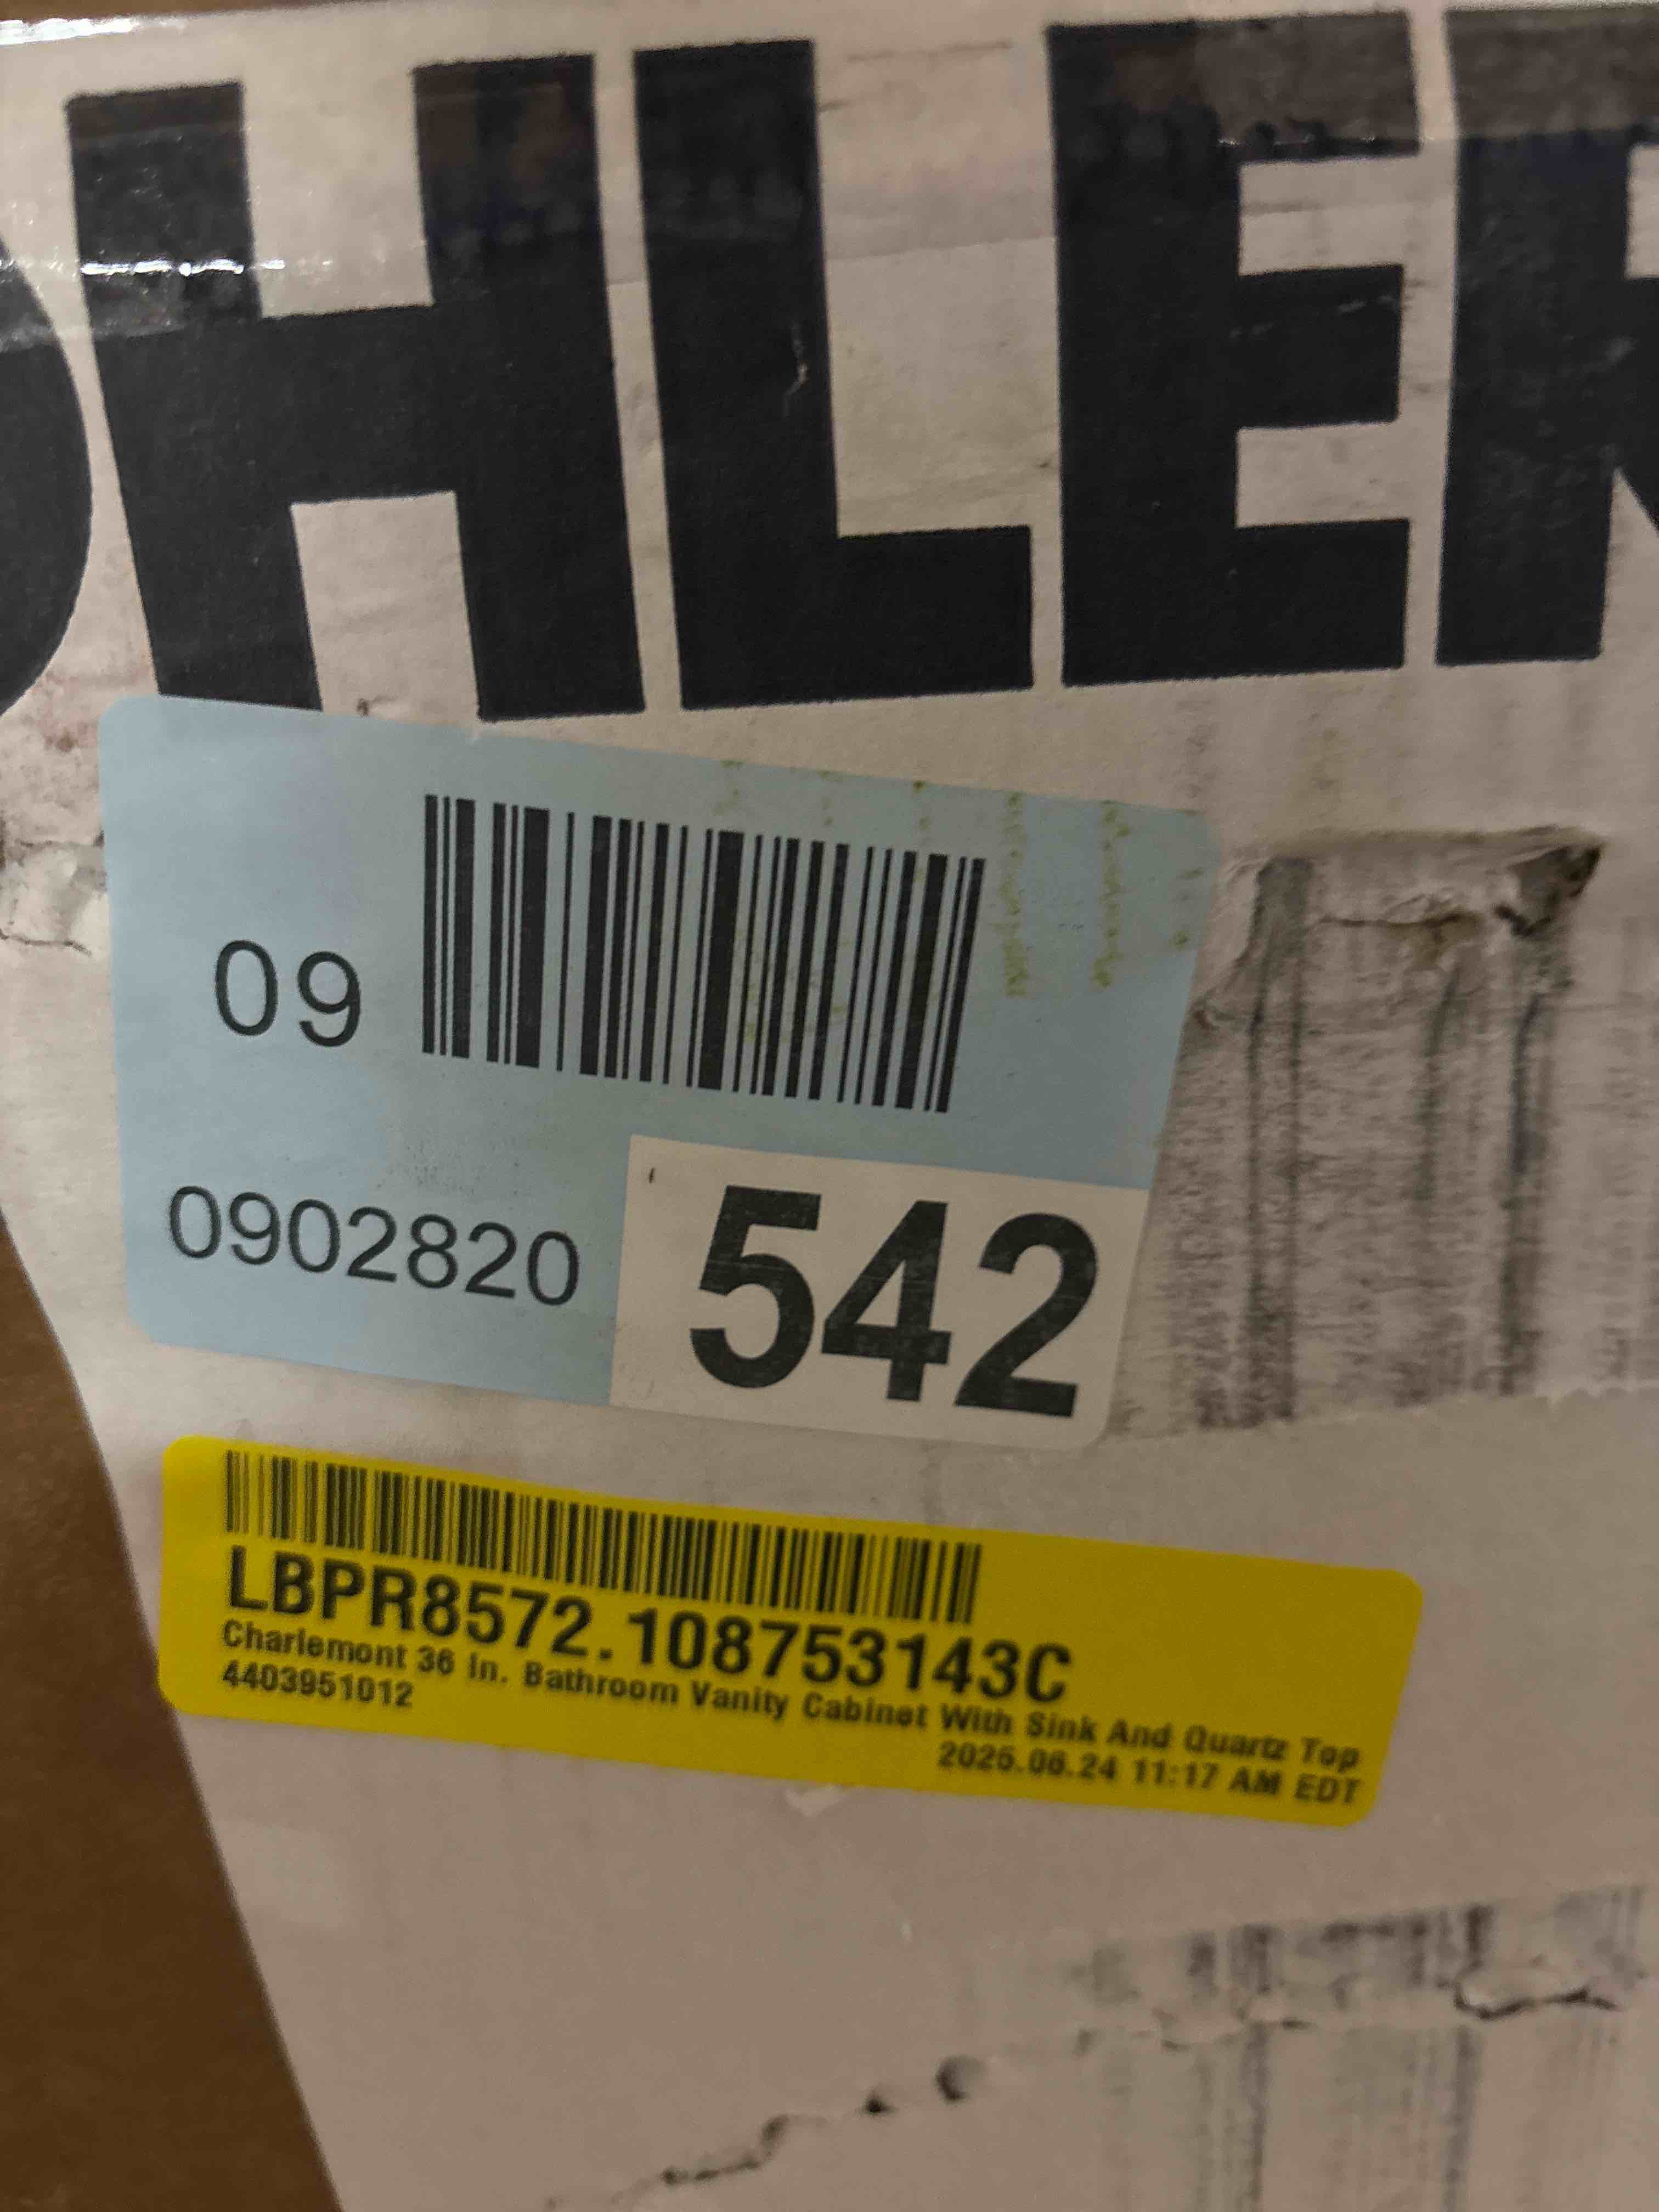 OHLER
09
0902820
542
LBPR8572.108753143C
Charlemont 36 In. Bathroom Vanity Cabinet With Sink And Quartz Top
4403951012
2025.06.24 11:17 AM EDT